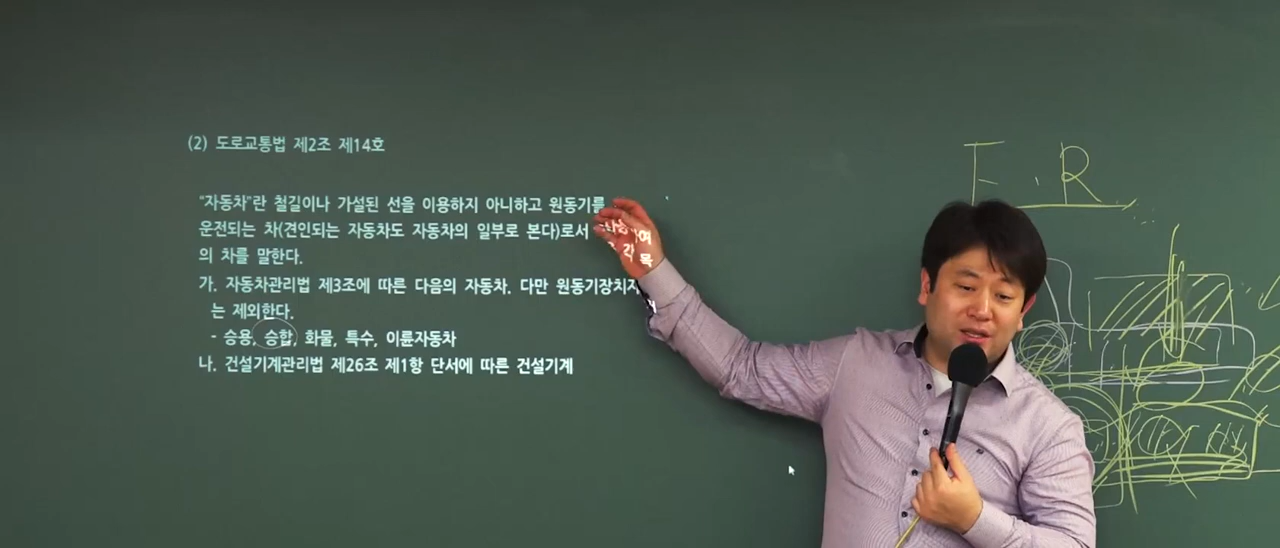 (2) 도로교통법 제2조 제14호
"자동차"란 철길이나 가설된 선을 이용하지 아니하고 원동기를
운전되는 차(견인되는 자동차도 자동차의 일부로 본다)로서
각 목
의 차를 말한다.
가. 자동차관리법 제3조에 따른 다음의 자동차. 다만 원동기장치자
는 제외한다.
- 승용, 승합, 화물, 특수, 이륜자동차
나. 건설기계관리법 제26조 제1항 단서에 따른 건설기계
F . R